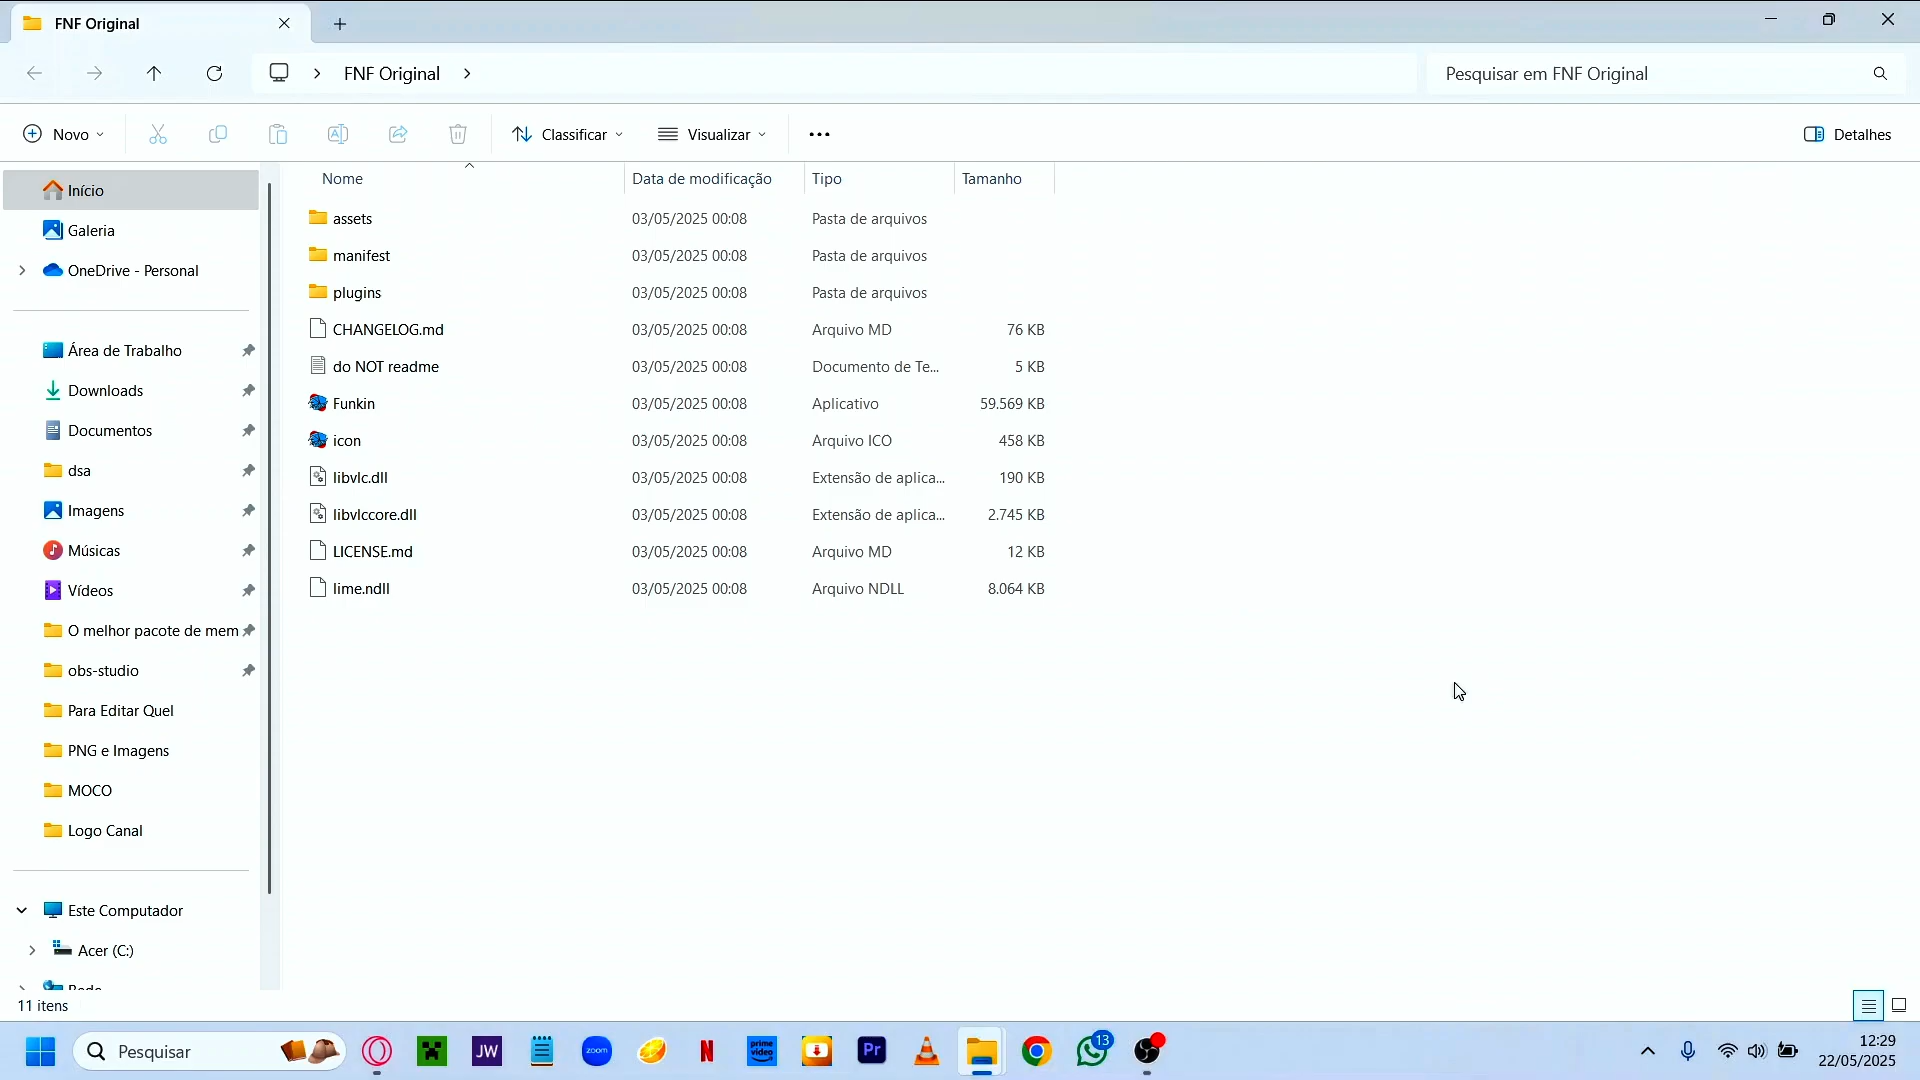 FNF Original
FNF Original
Pesquisar em FNF Original
Novo
Classificar
Visualizar
Detalhes
Nome Data de modificação Tipo Tamanho
assets 03/05/2025 00:08 Pasta de arquivos
manifest 03/05/2025 00:08 Pasta de arquivos
plugins 03/05/2025 00:08 Pasta de arquivos
CHANGELOG.md 03/05/2025 00:08 Arquivo MD 76 KB
do NOT readme 03/05/2025 00:08 Documento de Te... 5 KB
Funkin 03/05/2025 00:08 Aplicativo 59.569 KB
icon 03/05/2025 00:08 Arquivo ICO 458 KB
libvlc.dll 03/05/2025 00:08 Extensão de aplica... 190 KB
libvlccore.dll 03/05/2025 00:08 Extensão de aplica... 2.745 KB
LICENSE.md 03/05/2025 00:08 Arquivo MD 12 KB
lime.ndll 03/05/2025 00:08 Arquivo NDLL 8.064 KB
Início
Galeria
OneDrive - Personal
Área de Trabalho
Downloads
Documentos
dsa
Imagens
Músicas
Vídeos
O melhor pacote de mem
obs-studio
Para Editar Quel
PNG e Imagens
MOCO
Logo Canal
Este Computador
Acer (C:)
Rede
11 itens
Pesquisar
JW
zoom
N
prime video
Pr
13
12:29
22/05/2025